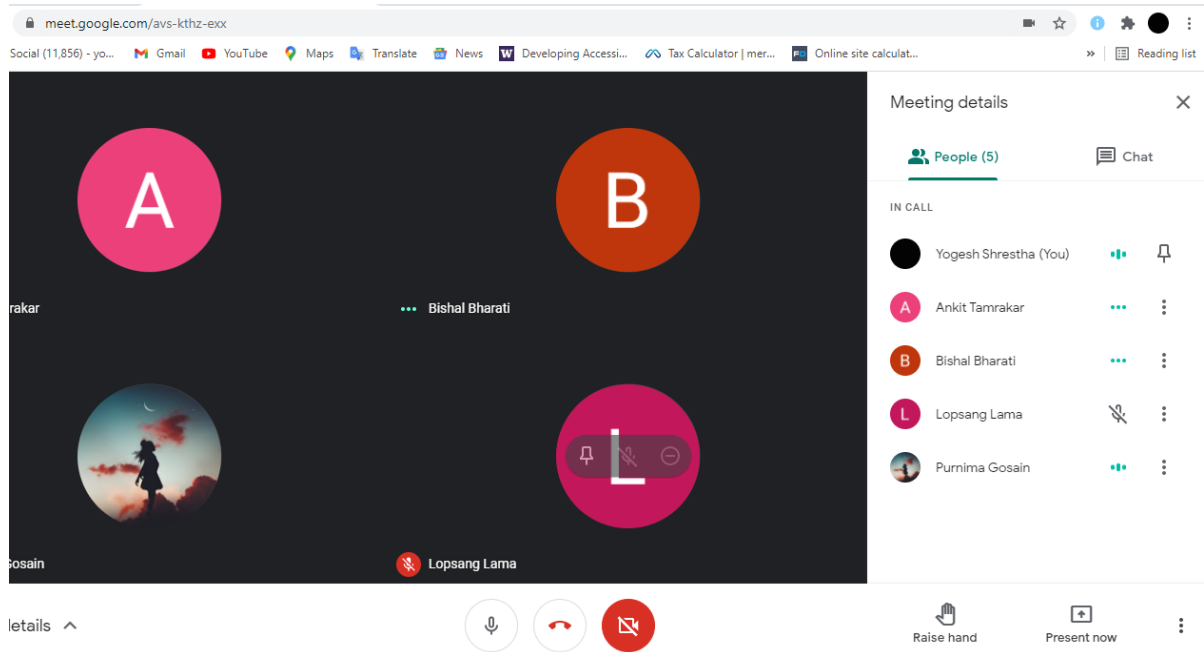 meet.google.com/avs-kthz-exx
Social (11,856) - yo... Gmail YouTube Maps Translate News W Developing Accessi... Tax Calculator | mer... FD Online site calculat... » Reading list
Meeting details
People (5) Chat
IN CALL
Yogesh Shrestha (You)
A Ankit Tamrakar
B Bishal Bharati
L Lopsang Lama
Purnima Gosain
A B
rakar Bishal Bharati
L
Gosain Lopsang Lama
details
Raise hand Present now